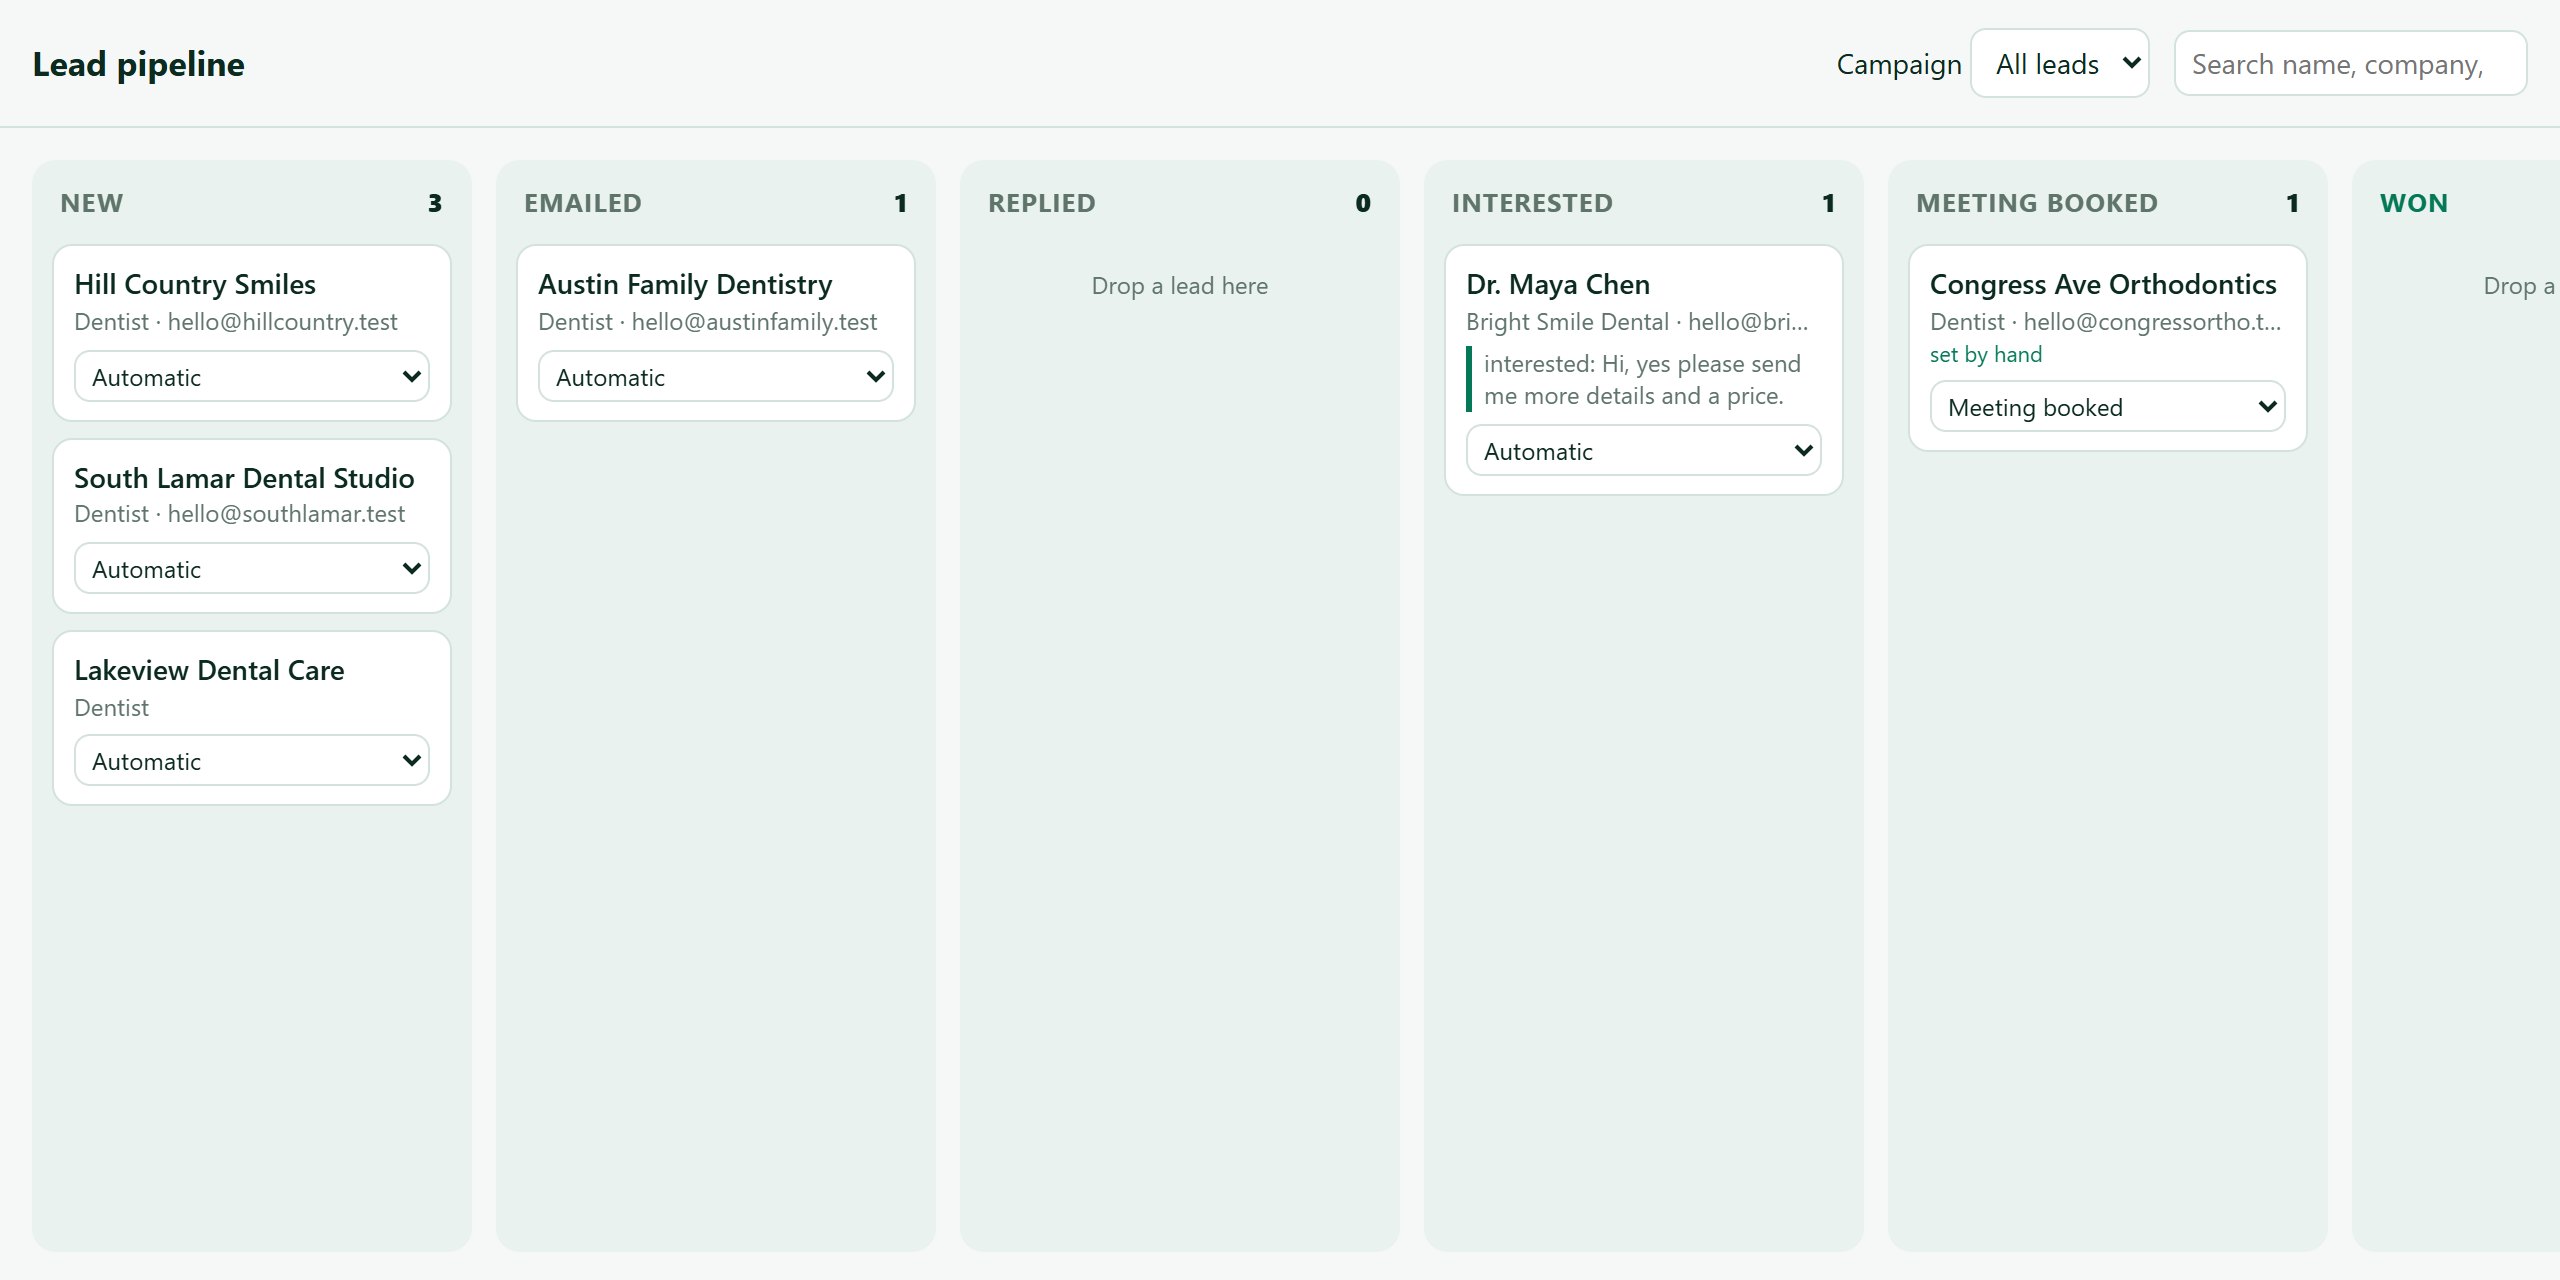 Lead pipeline
Campaign All leads Search name, company,
NEW 3
Hill Country Smiles
Dentist · hello@hillcountry.test
Automatic
South Lamar Dental Studio
Dentist · hello@southlamar.test
Automatic
Lakeview Dental Care
Dentist
Automatic
EMAILED 1
Austin Family Dentistry
Dentist · hello@austinfamily.test
Automatic
REPLIED 0
Drop a lead here
INTERESTED 1
Dr. Maya Chen
Bright Smile Dental · hello@bri...
interested: Hi, yes please send
me more details and a price.
Automatic
MEETING BOOKED 1
Congress Ave Orthodontics
Dentist · hello@congressortho.t...
set by hand
Meeting booked
WON
Drop a